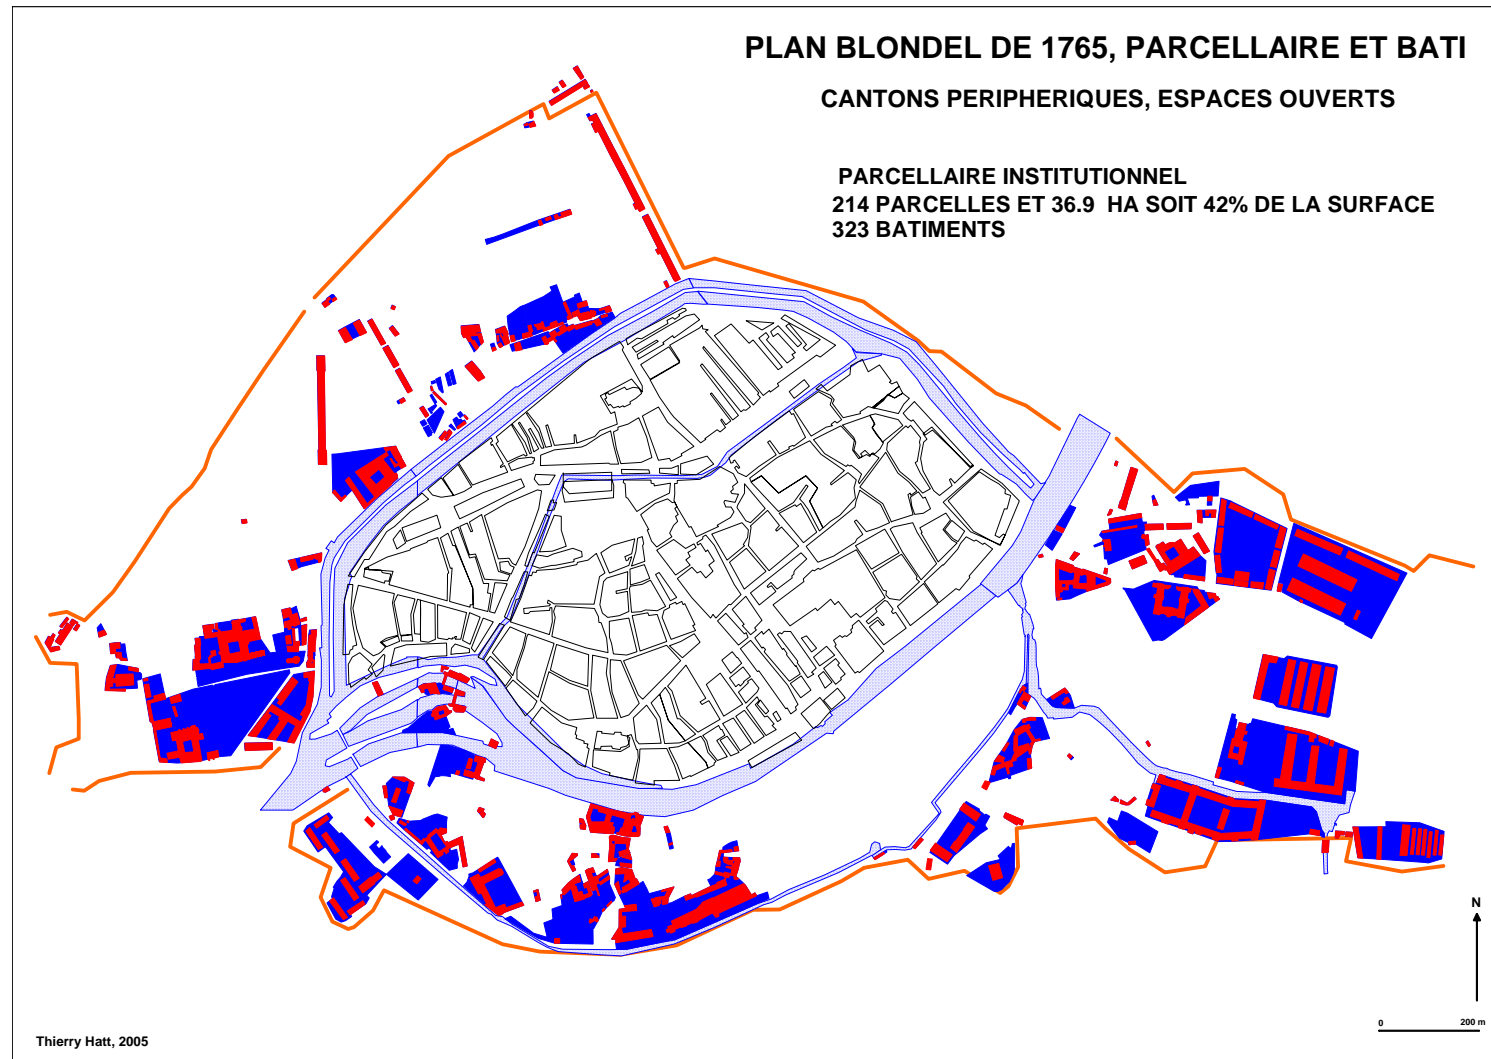 PLAN BLONDEL DE 1765, PARCELLAIRE ET BATI
CANTONS PERIPHERIQUES, ESPACES OUVERTS
PARCELLAIRE INSTITUTIONNEL
214 PARCELLES ET 36.9 HA SOIT 42% DE LA SURFACE
323 BATIMENTS
N
0 200 m
Thierry Hatt, 2005